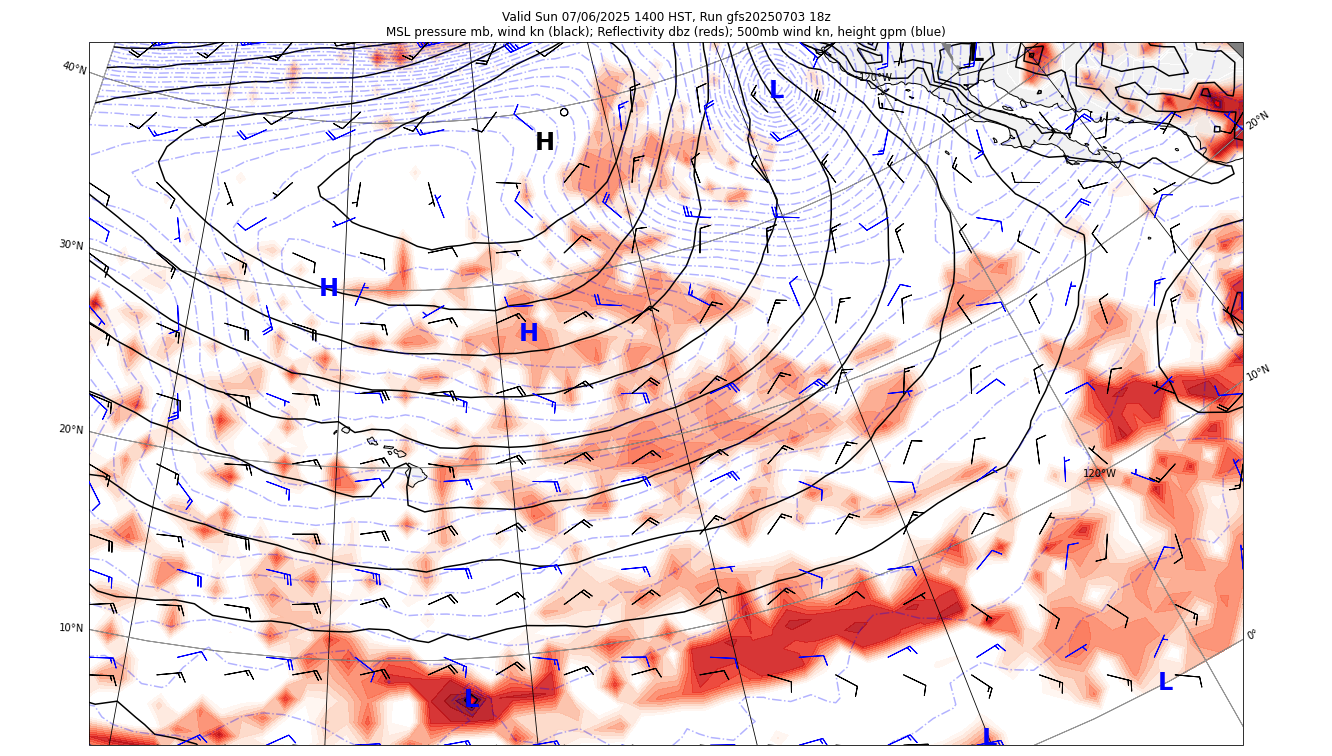 Valid Sun 07/06/2025 1400 HST, Run gfs20250703 18z
MSL pressure mb, wind kn (black); Reflectivity dbz (reds); 500mb wind kn, height gpm (blue)
L
40°N
120°W
L
20°N
H
30°N
H
L
H
10°N
20°N
120°W
10°N
0°
L
L
L